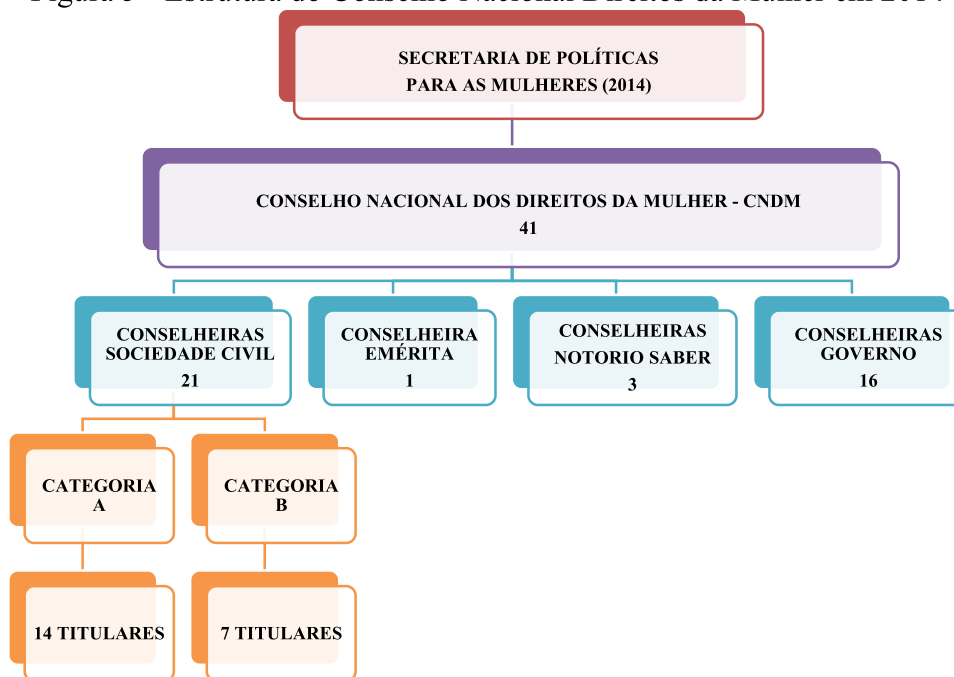 SECRETARIA DE POLÍTICAS
PARA AS MULHERES (2014)
CONSELHO NACIONAL DOS DIREITOS DA MULHER - CNDM
41
CONSELHEIRAS
SOCIEDADE CIVIL
21
CONSELHEIRA
EMÉRITA
1
CONSELHEIRAS
NOTORIO SABER
3
CONSELHEIRAS
GOVERNO
16
CATEGORIA
A
CATEGORIA
B
14 TITULARES
7 TITULARES